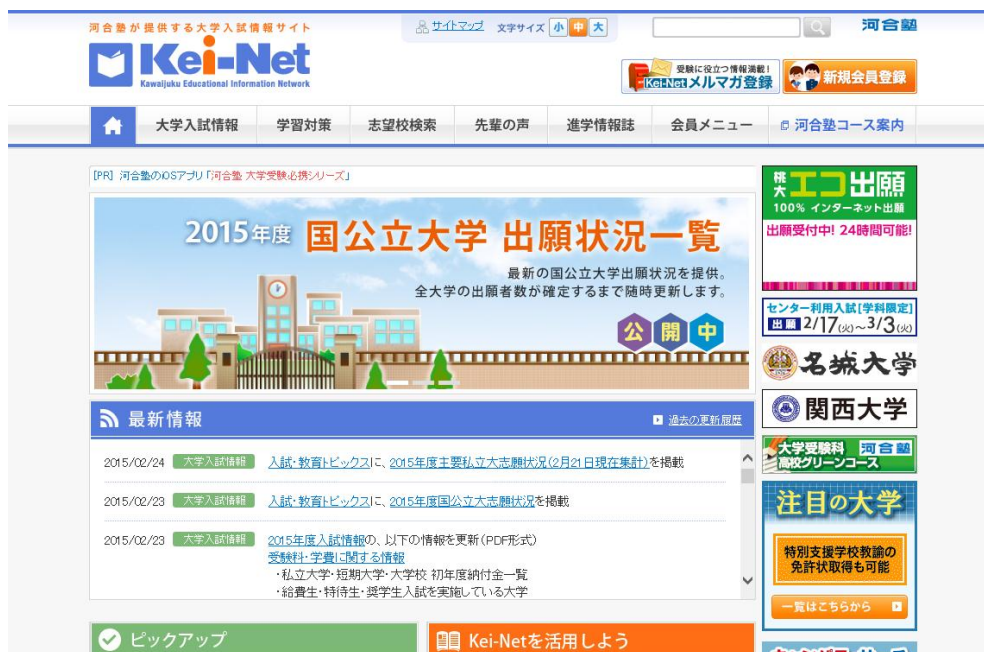 河合塾が提供する大学入試情報サイト
Kei-Net
Kawaijuku Educational Information Network
サイトマップ 文字サイズ 小 中 大
河合塾
受験に役立つ情報満載!
Kei-Net メルマガ登録
新規会員登録
大学入試情報 学習対策 志望校検索 先輩の声 進学情報誌 会員メニュー 河合塾コース案内
[PR] 河合塾のiOSアプリ「河合塾 大学受験必携シリーズ」
2015年度 国公立大学 出願状況一覧
最新の国公立大学出願状況を提供。
全大学の出願者数が確定するまで随時更新します。
公開中
最新情報
過去の更新履歴
2015/02/24 大学入試情報 入試・教育トピックスに、2015年度主要私立大志願状況(2月21日現在集計)を掲載
2015/02/23 大学入試情報 入試・教育トピックスに、2015年度国公立大志願状況を掲載
2015/02/23 大学入試情報 2015年度入試情報の、以下の情報を更新(PDF形式)
受験料・学費に関する情報
・私立大学・短期大学・大学校 初年度納付金一覧
・給費生・特待生・奨学生入試を実施している大学
ピックアップ
Kei-Netを活用しよう
桃大 エコ出願
100% インターネット出願
出願受付中! 24時間可能!
センター利用入試[学科限定]
出願 2/17(火)~3/3(火)
名城大学
関西大学
大学受験科 河合塾
高校グリーンコース
注目の大学
特別支援学校教諭の
免許状取得も可能
一覧はこちらから